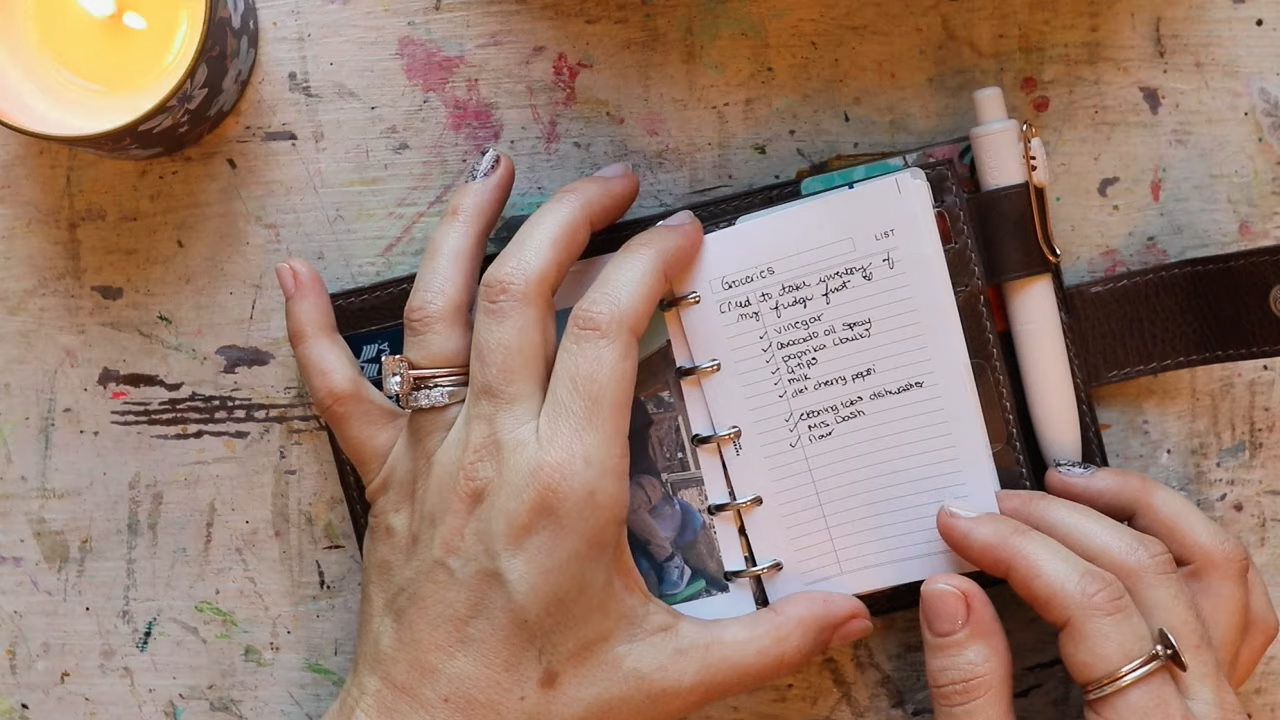 LIST
Groceries
(need to take inventory of
my fridge first.
✓ vinegar
✓ avocado oil spray
✓ paprika (bulk)
✓ q-tips
✓ milk
✓ diet cherry pepsi
✓ cleaning tabs dishwasher
✓ Mrs. Dash
✓ flour